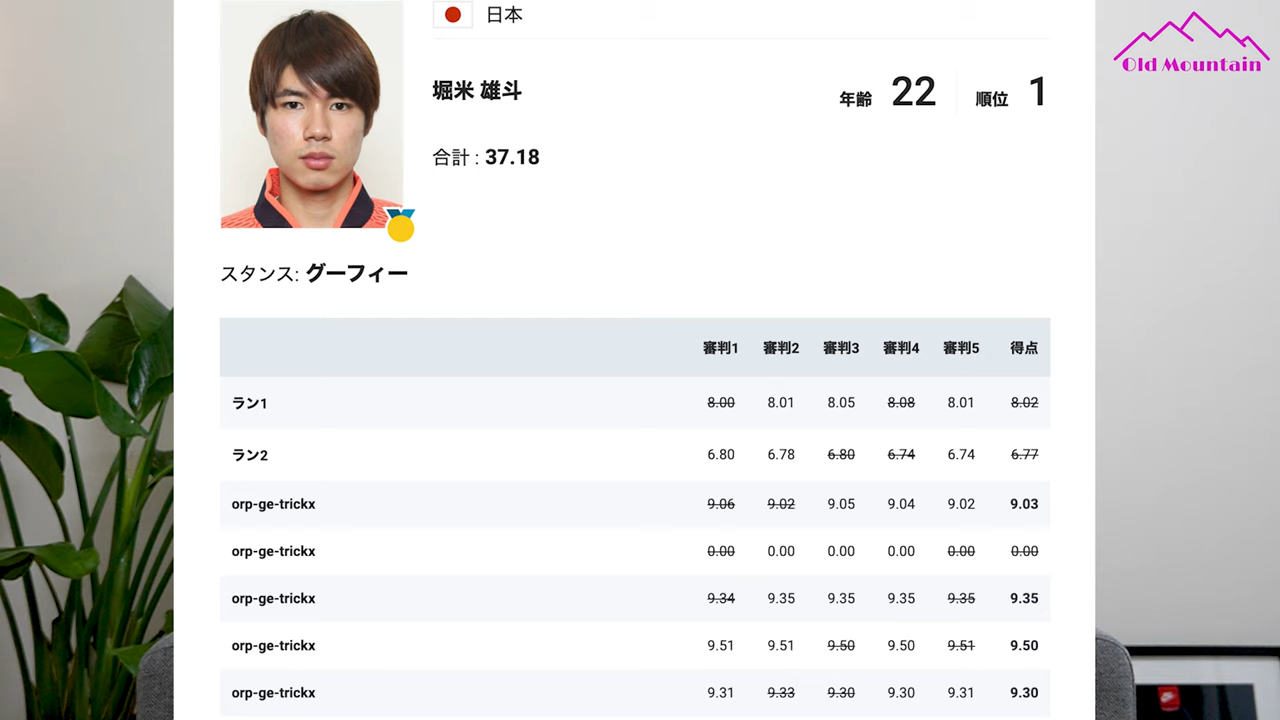 日本
Old Mountain
堀米 雄斗
年齢 22 順位 1
合計 : 37.18
スタンス: グーフィー
審判1 審判2 審判3 審判4 審判5 得点
ラン1 8.00 8.01 8.05 8.08 8.01 8.02
ラン2 6.80 6.78 6.80 6.74 6.74 6.77
orp-ge-trickx 9.06 9.02 9.05 9.04 9.02 9.03
orp-ge-trickx 0.00 0.00 0.00 0.00 0.00 0.00
orp-ge-trickx 9.34 9.35 9.35 9.35 9.35 9.35
orp-ge-trickx 9.51 9.51 9.50 9.50 9.51 9.50
orp-ge-trickx 9.31 9.33 9.30 9.30 9.31 9.30